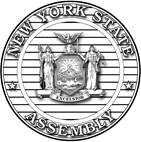 NEW YORK STATE
EXCELSIOR
ASSEMBLY